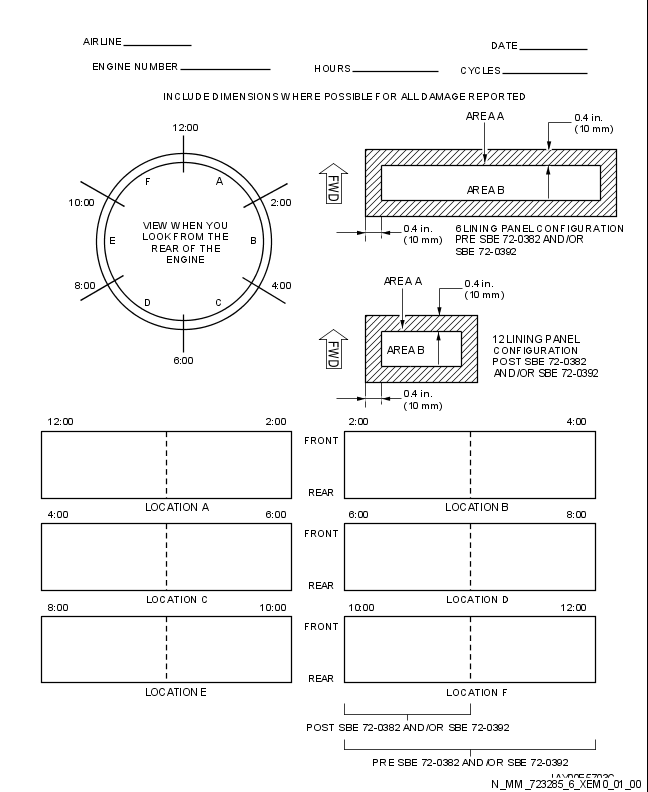 AIRLINE
DATE
ENGINE NUMBER
HOURS
CYCLES
INCLUDE DIMENSIONS WHERE POSSIBLE FOR ALL DAMAGE REPORTED
12:00
F A
10:00 2:00
E B
VIEW WHEN YOU
LOOK FROM THE
REAR OF THE
ENGINE
8:00 4:00
D C
6:00
AREA A
0.4 in.
(10 mm)
FWD
AREA B
0.4 in.
(10 mm)
6 LINING PANEL CONFIGURATION
PRE SBE 72-0382 AND/OR
SBE 72-0392
AREA A
0.4 in.
(10 mm)
FWD
AREA B
12 LINING PANEL
CONFIGURATION
POST SBE 72-0382
AND/OR SBE 72-0392
0.4 in.
(10 mm)
12:00 2:00 2:00 4:00
FRONT
REAR
LOCATION A LOCATION B
4:00 6:00 6:00 8:00
FRONT
REAR
LOCATION C LOCATION D
8:00 10:00 10:00 12:00
FRONT
REAR
LOCATION E LOCATION F
POST SBE 72-0382 AND/OR SBE 72-0392
PRE SBE 72-0382 AND/OR SBE 72-0392
N_MM_723285_6_XEM0_01_00